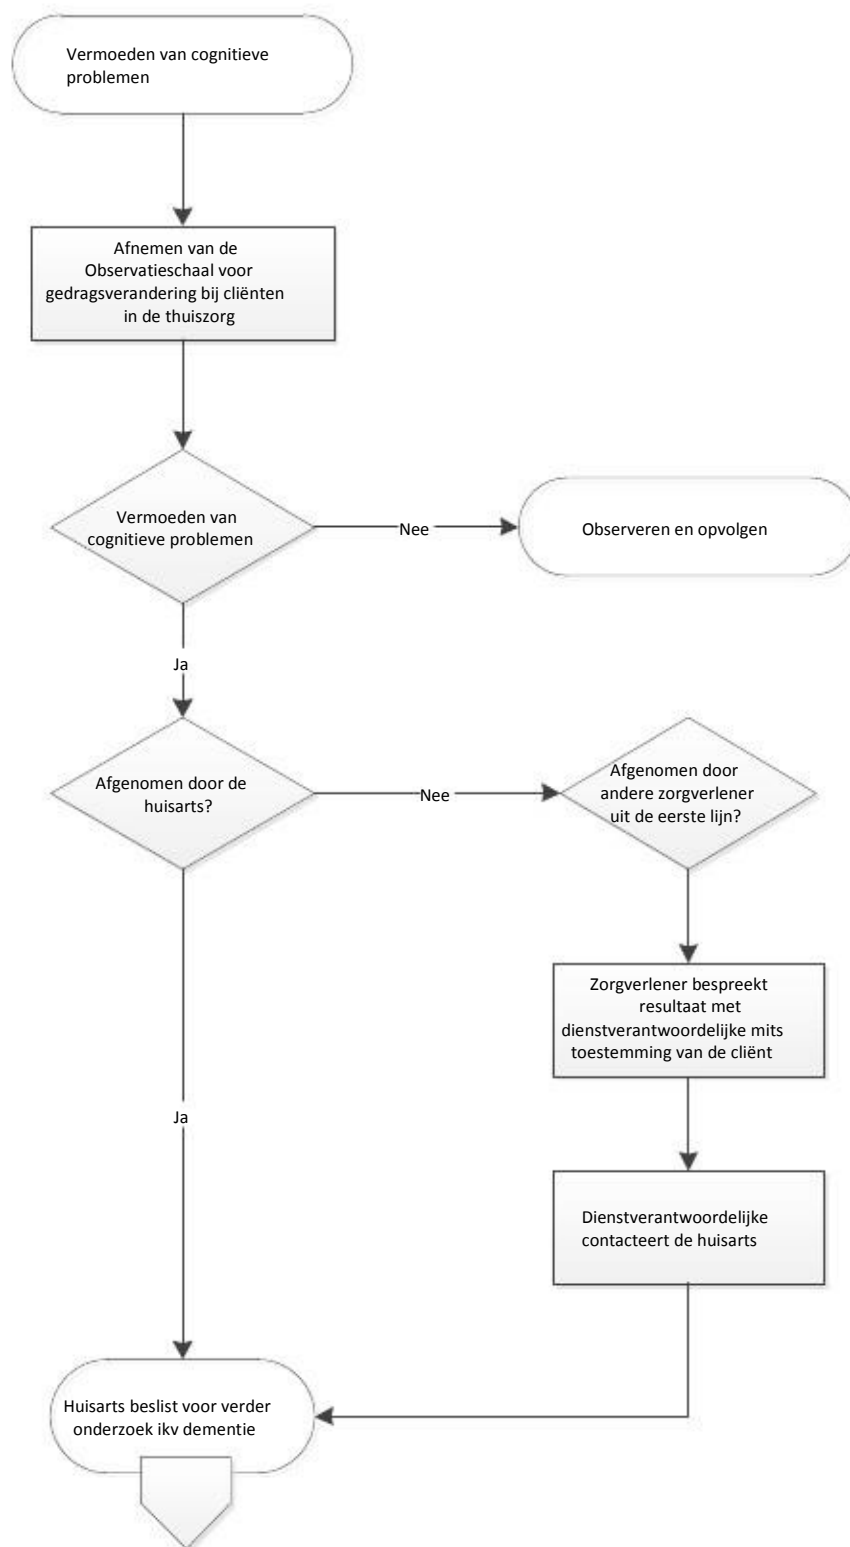 Vermoeden van cognitieve
problemen
Afnemen van de
Observatieschaal voor
gedragsverandering bij cliënten
in de thuiszorg
Vermoeden van
cognitieve problemen
Nee
Observeren en opvolgen
Ja
Afgenomen door de
huisarts?
Nee
Afgenomen door
andere zorgverlener
uit de eerste lijn?
Zorgverlener bespreekt
resultaat met
dienstverantwoordelijke mits
toestemming van de cliënt
Ja
Dienstverantwoordelijke
contacteert de huisarts
Huisarts beslist voor verder
onderzoek ikv dementie